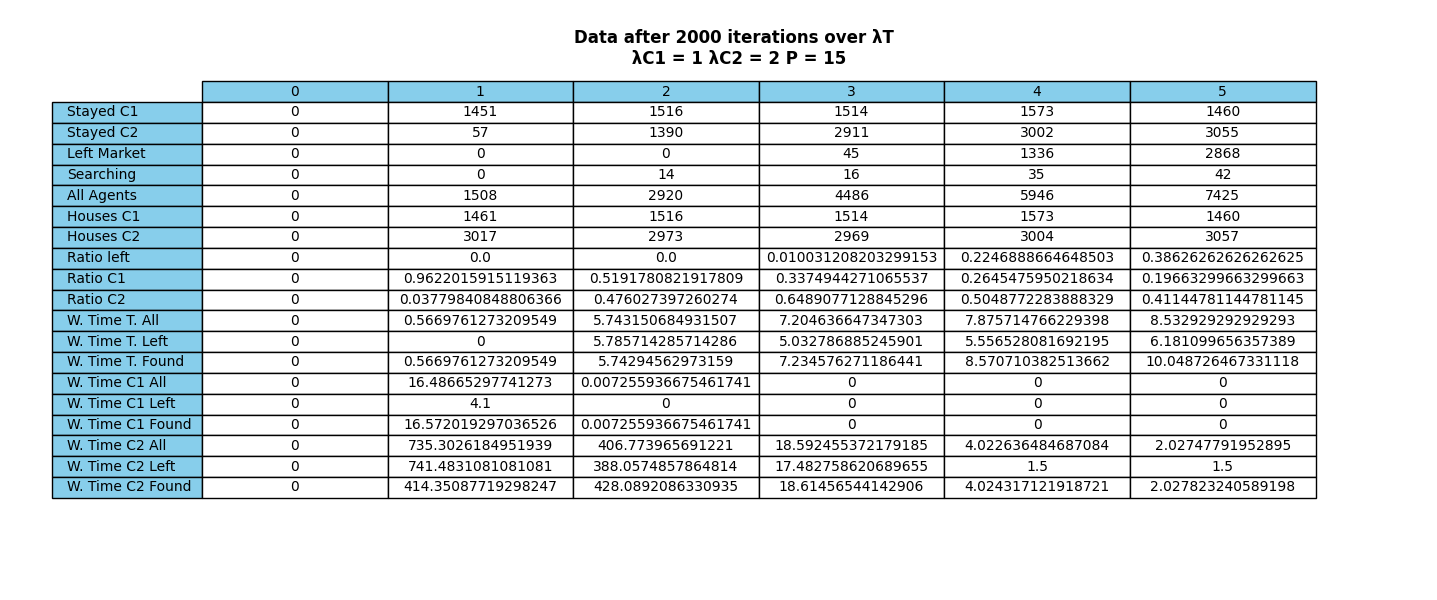 Data after 2000 iterations over λT
λC1 = 1 λC2 = 2 P = 15
0 1 2 3 4 5
Stayed C1 0 1451 1516 1514 1573 1460
Stayed C2 0 57 1390 2911 3002 3055
Left Market 0 0 0 45 1336 2868
Searching 0 0 14 16 35 42
All Agents 0 1508 2920 4486 5946 7425
Houses C1 0 1461 1516 1514 1573 1460
Houses C2 0 3017 2973 2969 3004 3057
Ratio left 0 0.0 0.0 0.010031208203299153 0.2246888664648503 0.38626262626262625
Ratio C1 0 0.9622015915119363 0.5191780821917809 0.3374944271065537 0.2645475950218634 0.19663299663299663
Ratio C2 0 0.03779840848806366 0.476027397260274 0.6489077128845296 0.5048772283888329 0.41144781144781145
W. Time T. All 0 0.5669761273209549 5.743150684931507 7.204636647347303 7.875714766229398 8.532929292929293
W. Time T. Left 0 0 5.785714285714286 5.032786885245901 5.556528081692195 6.181099656357389
W. Time T. Found 0 0.5669761273209549 5.74294562973159 7.234576271186441 8.570710382513662 10.048726467331118
W. Time C1 All 0 16.48665297741273 0.007255936675461741 0 0 0
W. Time C1 Left 0 4.1 0 0 0 0
W. Time C1 Found 0 16.572019297036526 0.007255936675461741 0 0 0
W. Time C2 All 0 735.3026184951939 406.773965691221 18.592455372179185 4.022636484687084 2.02747791952895
W. Time C2 Left 0 741.4831081081081 388.0574857864814 17.482758620689655 1.5 1.5
W. Time C2 Found 0 414.35087719298247 428.0892086330935 18.61456544142906 4.024317121918721 2.027823240589198